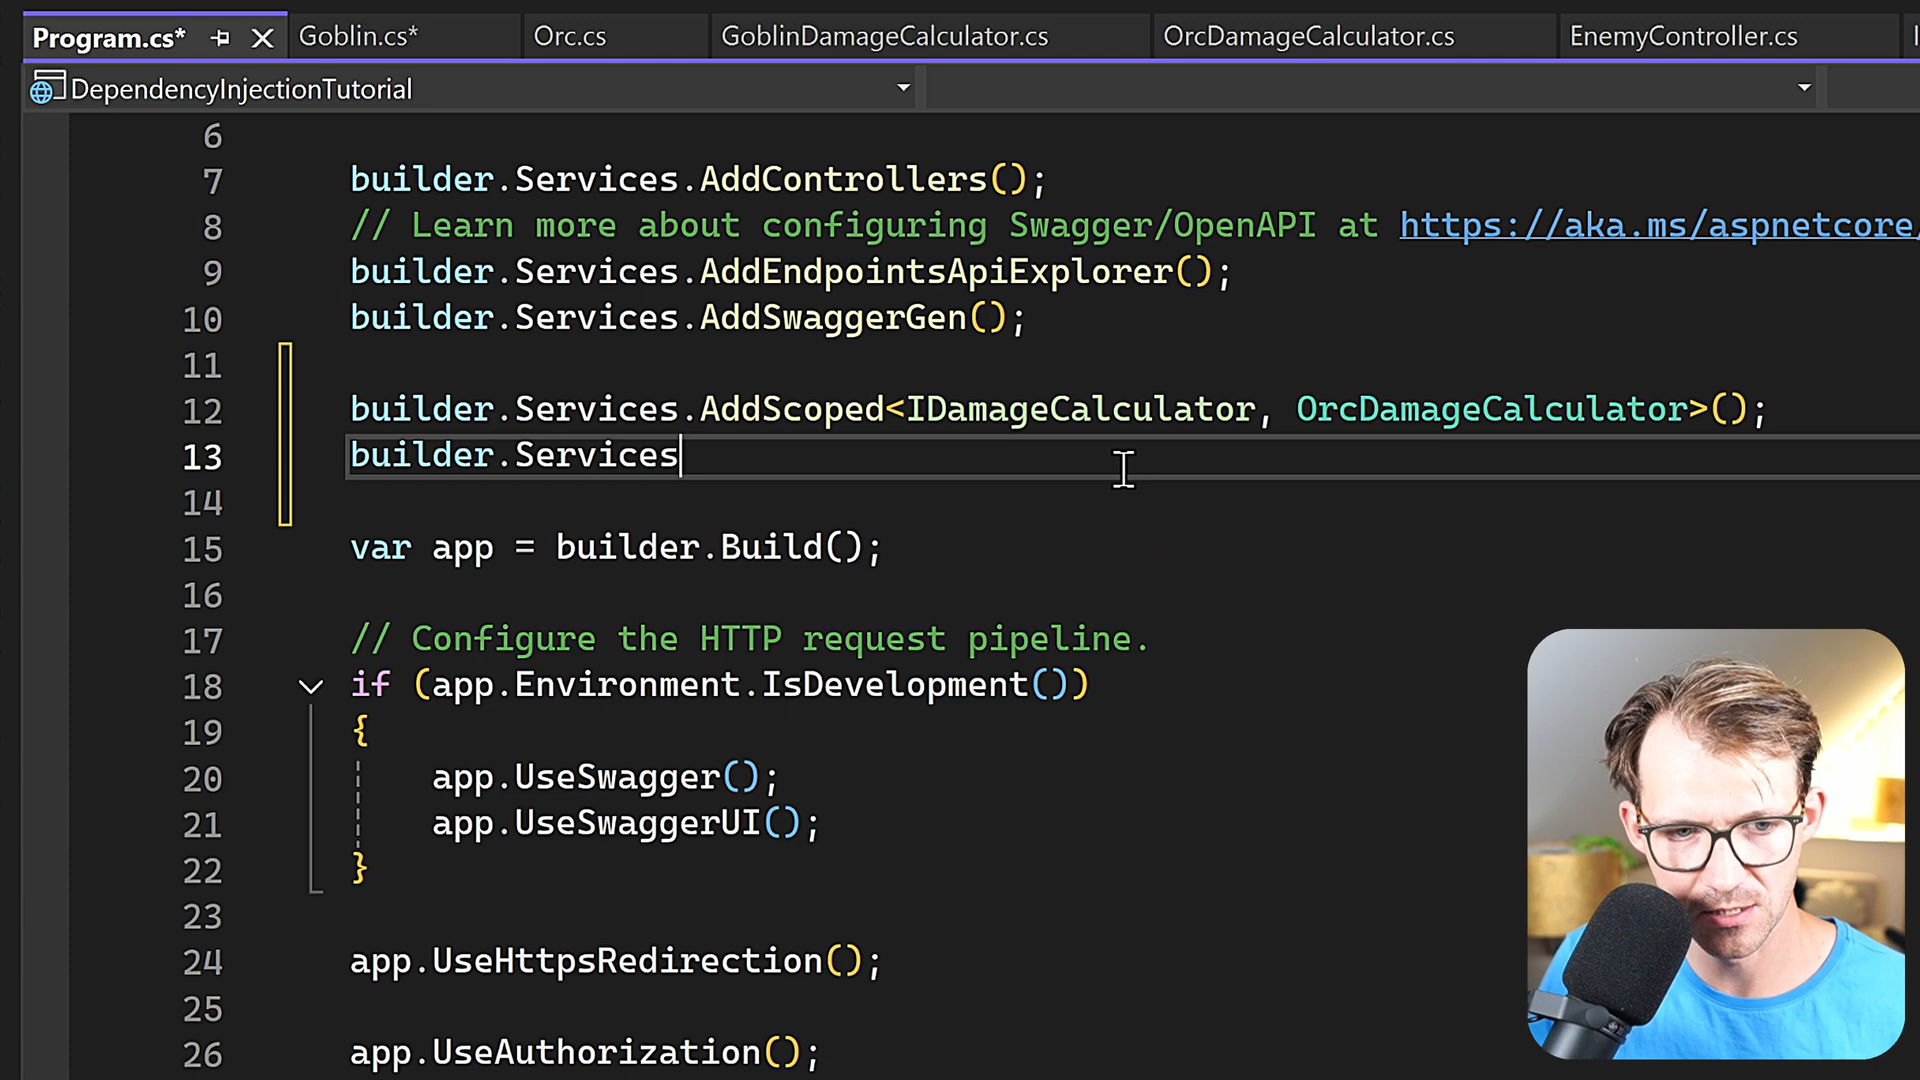 Program.cs* Goblin.cs* Orc.cs GoblinDamageCalculator.cs OrcDamageCalculator.cs EnemyController.cs
DependencyInjectionTutorial
6
7 builder.Services.AddControllers();
8 // Learn more about configuring Swagger/OpenAPI at https://aka.ms/aspnetcore/
9 builder.Services.AddEndpointsApiExplorer();
10 builder.Services.AddSwaggerGen();
11
12 builder.Services.AddScoped<IDamageCalculator, OrcDamageCalculator>();
13 builder.Services
14
15 var app = builder.Build();
16
17 // Configure the HTTP request pipeline.
18 if (app.Environment.IsDevelopment())
19 {
20 app.UseSwagger();
21 app.UseSwaggerUI();
22 }
23
24 app.UseHttpsRedirection();
25
26 app.UseAuthorization();